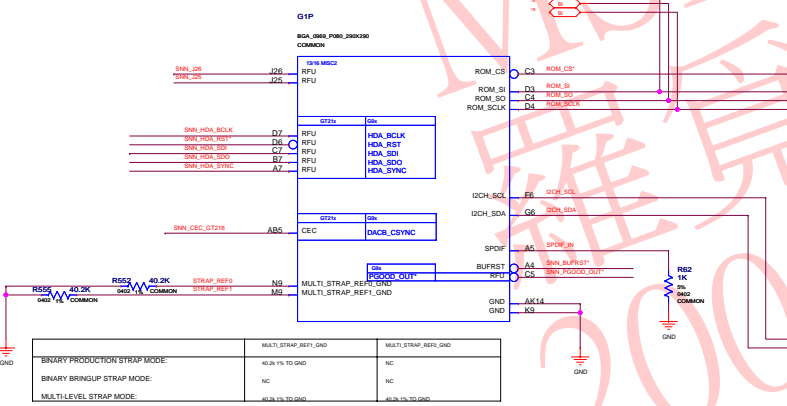 G1P
BGA_0969_P080_290X290
COMMON
13/16 MISC2
SNN_J26 J26 RFU
SNN_J25 J25 RFU
ROM_CS C3 ROM_CS*
ROM_SI D3 ROM_SI
ROM_SO C4 ROM_SO
ROM_SCLK D4 ROM_SCLK
GT21x G9x
SNN_HDA_BCLK D7 RFU HDA_BCLK
SNN_HDA_RST* D6 RFU HDA_RST
SNN_HDA_SDI C7 RFU HDA_SDI
SNN_HDA_SDO B7 RFU HDA_SDO
SNN_HDA_SYNC A7 RFU HDA_SYNC
I2CH_SCL F6 I2CH_SCL
I2CH_SDA G6 I2CH_SDA
GT21x G9x
SNN_CEC_GT216 AB5 CEC DACB_CSYNC
SPDIF A5 SPDIF_IN
BUFRST A4 SNN_BUFRST*
G9x
PGOOD_OUT* RFU C5 SNN_PGOOD_OUT*
R62
1K
5%
0402
COMMON
GND
R552 40.2K
0402 1% COMMON
STRAP_REF0 N9 MULTI_STRAP_REF0_GND
R555 40.2K
0402 1% COMMON
STRAP_REF1 M9 MULTI_STRAP_REF1_GND
GND AK14
GND K9
GND
GND
MULTI_STRAP_REF1_GND MULTI_STRAP_REF0_GND
BINARY PRODUCTION STRAP MODE: 40.2k 1% TO GND NC
BINARY BRINGUP STRAP MODE: NC NC
MULTI-LEVEL STRAP MODE: 40.2k 1% TO GND 40.2k 1% TO GND